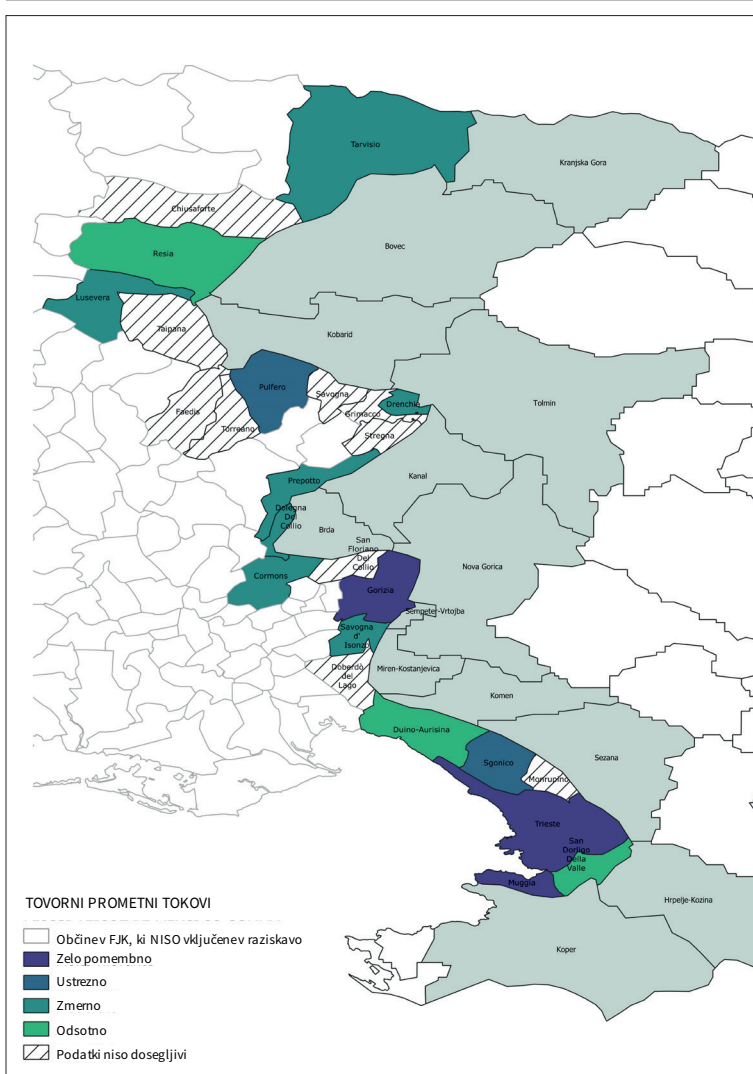 Tarvisio
Kranjska Gora
Chiusaforte
Bovec
Resia
Lusevera
Taipana
Kobarid
Pulfero
Savogna
Drenchia
Tolmin
Faedis
Grimacco
Torreano
Stregna
Prepotto
Kanal
Dolegna
Del
Collio
Brda
San
Floriano
Del
Collio
Nova Gorica
Cormons
Gorizia
Sempeter-Vrtojba
Savogna
d'
Isonzo
Doberdò
del
Lago
Miren-Kostanjevica
Komen
Duino-Aurisina
Sgonico
Sezana
Monrupino
Trieste
San
Dorligo
Della
Valle
Muggia
Hrpelje-Kozina
Koper
TOVORNI PROMETNI TOKOVI
Občinev FJK, ki NISO vključenev raziskavo
Zelo pomembno
Ustrezno
Zmerno
Odsotno
Podatki niso dosegljivi